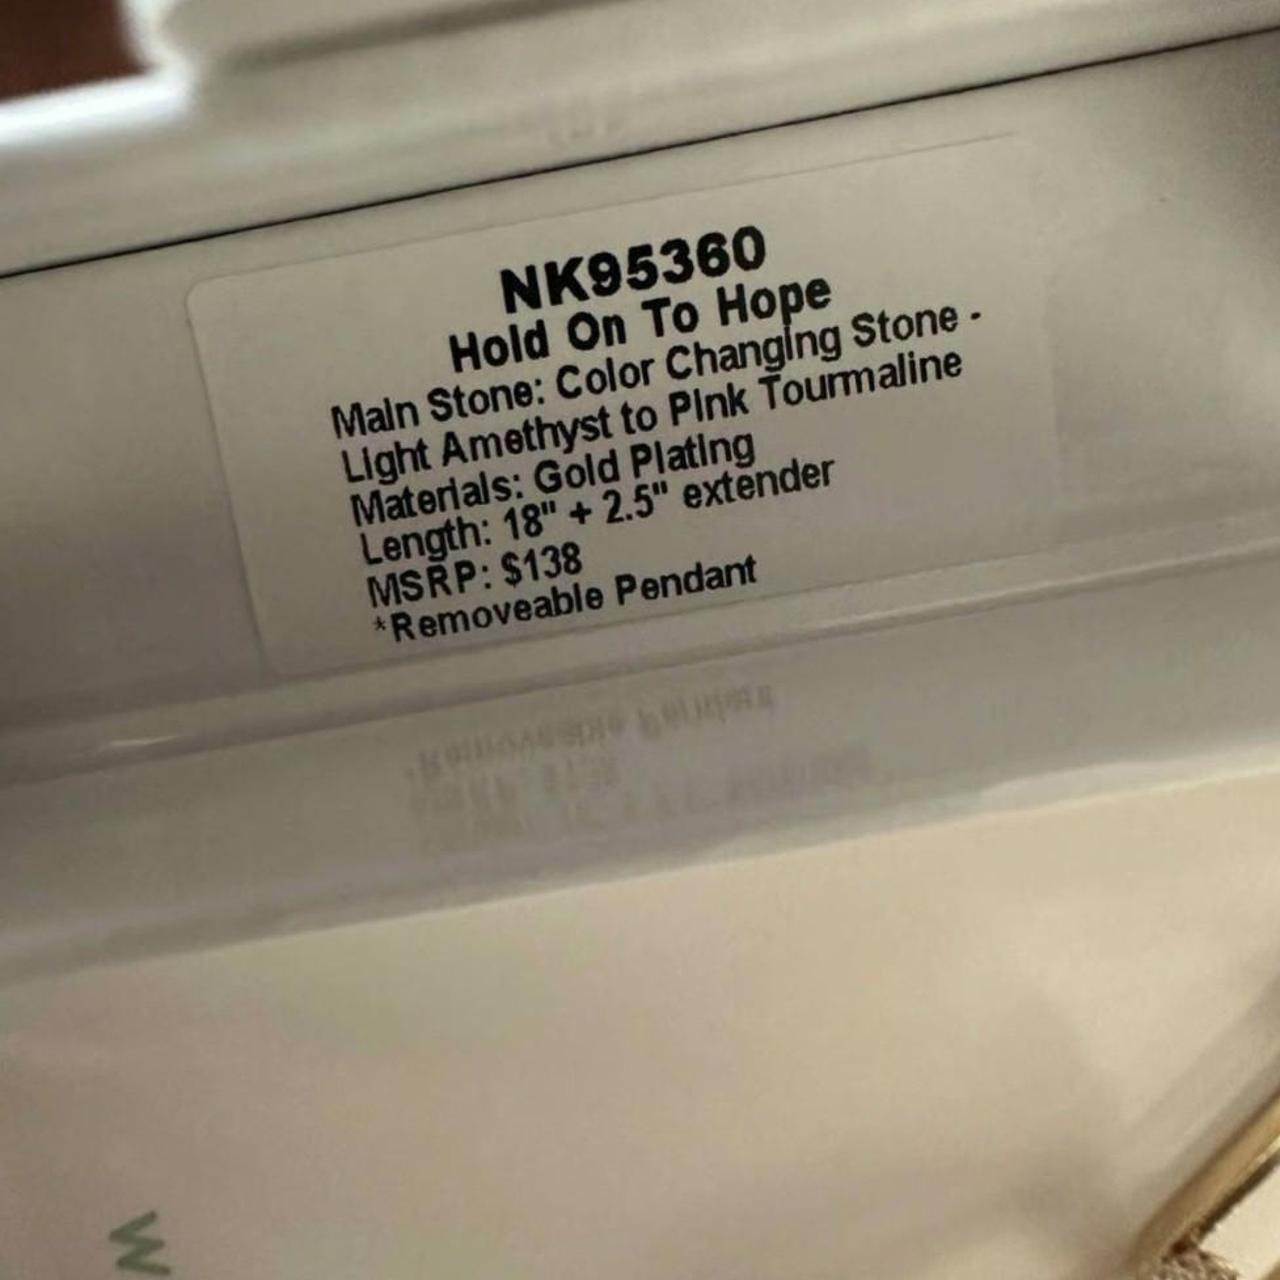 NK95360
Hold On To Hope
Main Stone: Color Changing Stone -
Light Amethyst to Pink Tourmaline
Materials: Gold Plating
Length: 18" + 2.5" extender
MSRP: $138
*Removeable Pendant
W